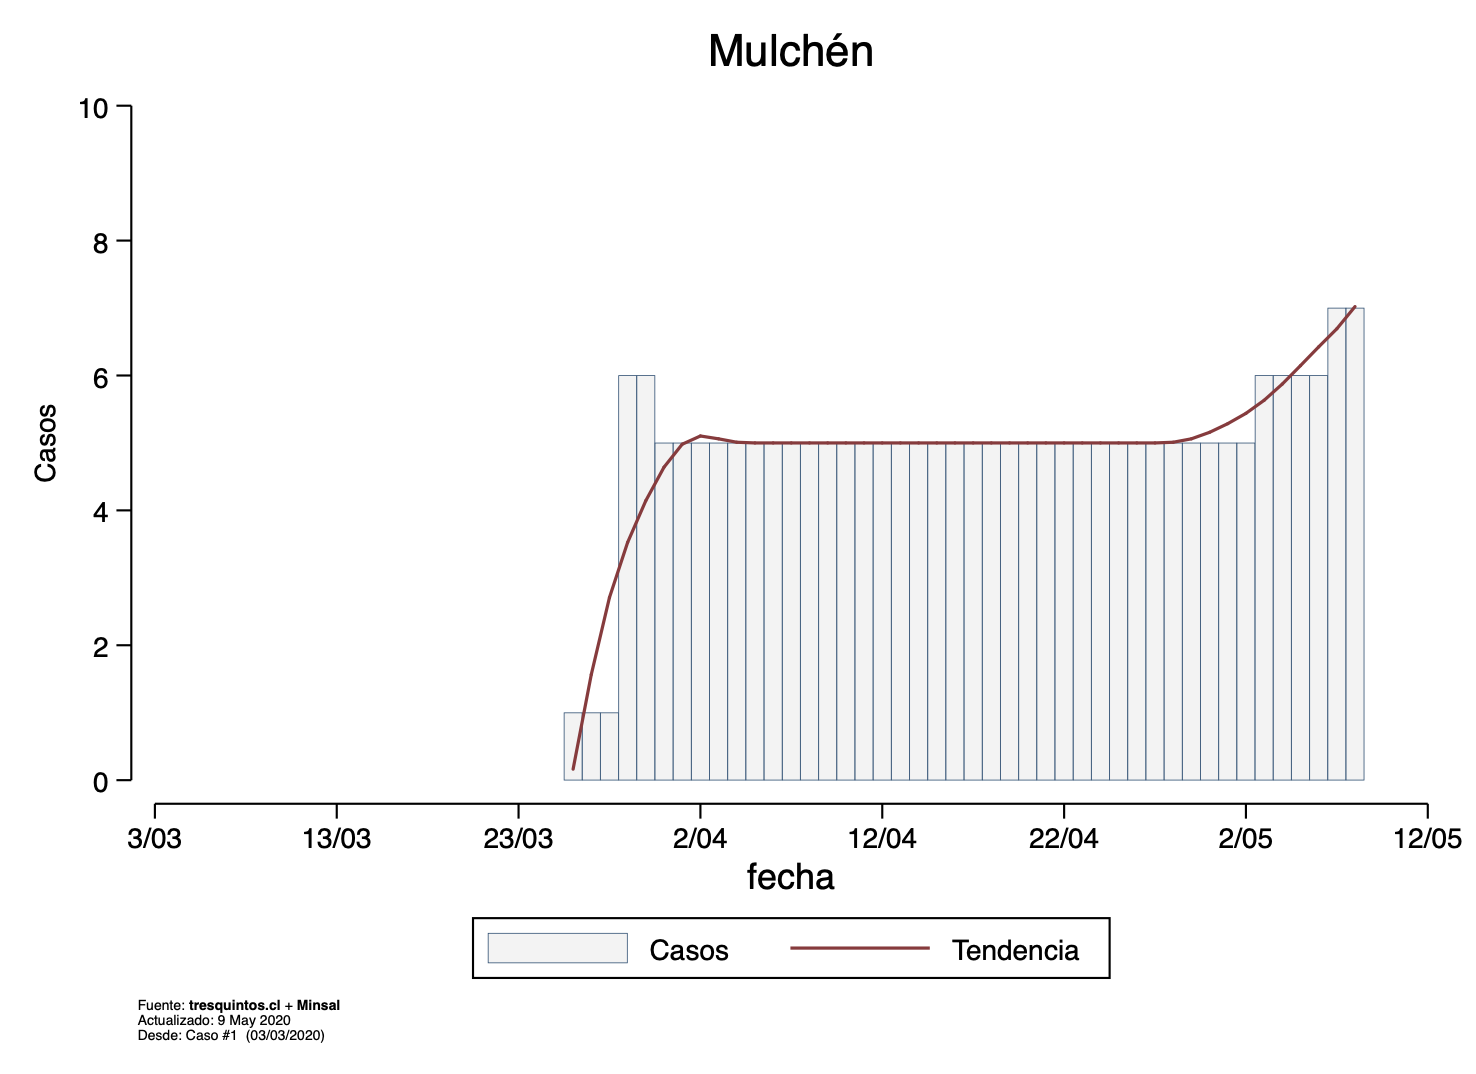 Mulchén
10
8
6
4
2
0
Casos
3/03 13/03 23/03 2/04 12/04 22/04 2/05 12/05
fecha
Casos Tendencia
Fuente: tresquintos.cl + Minsal
Actualizado: 9 May 2020
Desde: Caso #1 (03/03/2020)